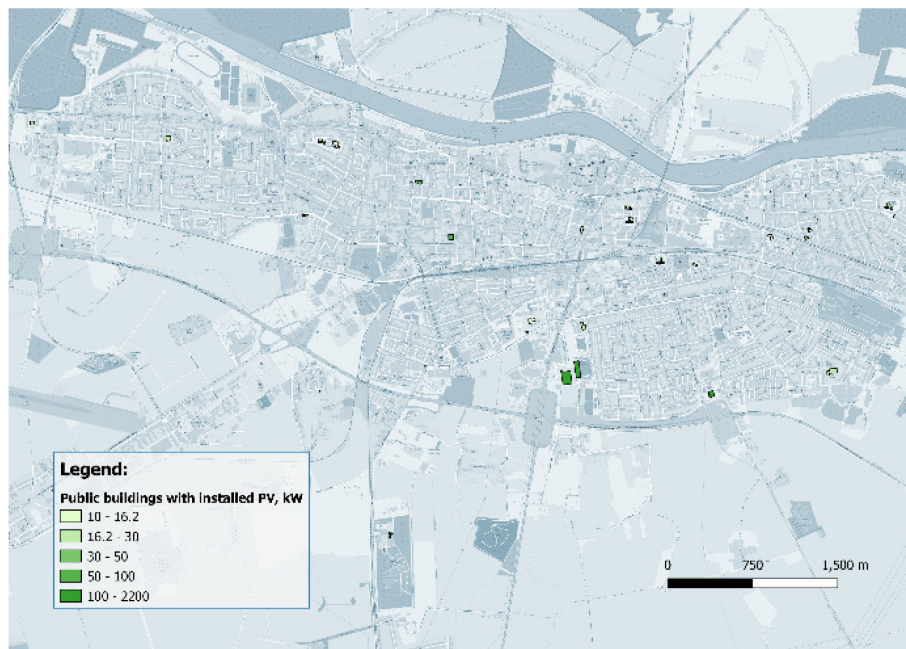 Legend:
Public buildings with installed PV, kW
10 - 16.2
16.2 - 30
30 - 50
50 - 100
100 - 2200
0 750 1,500 m